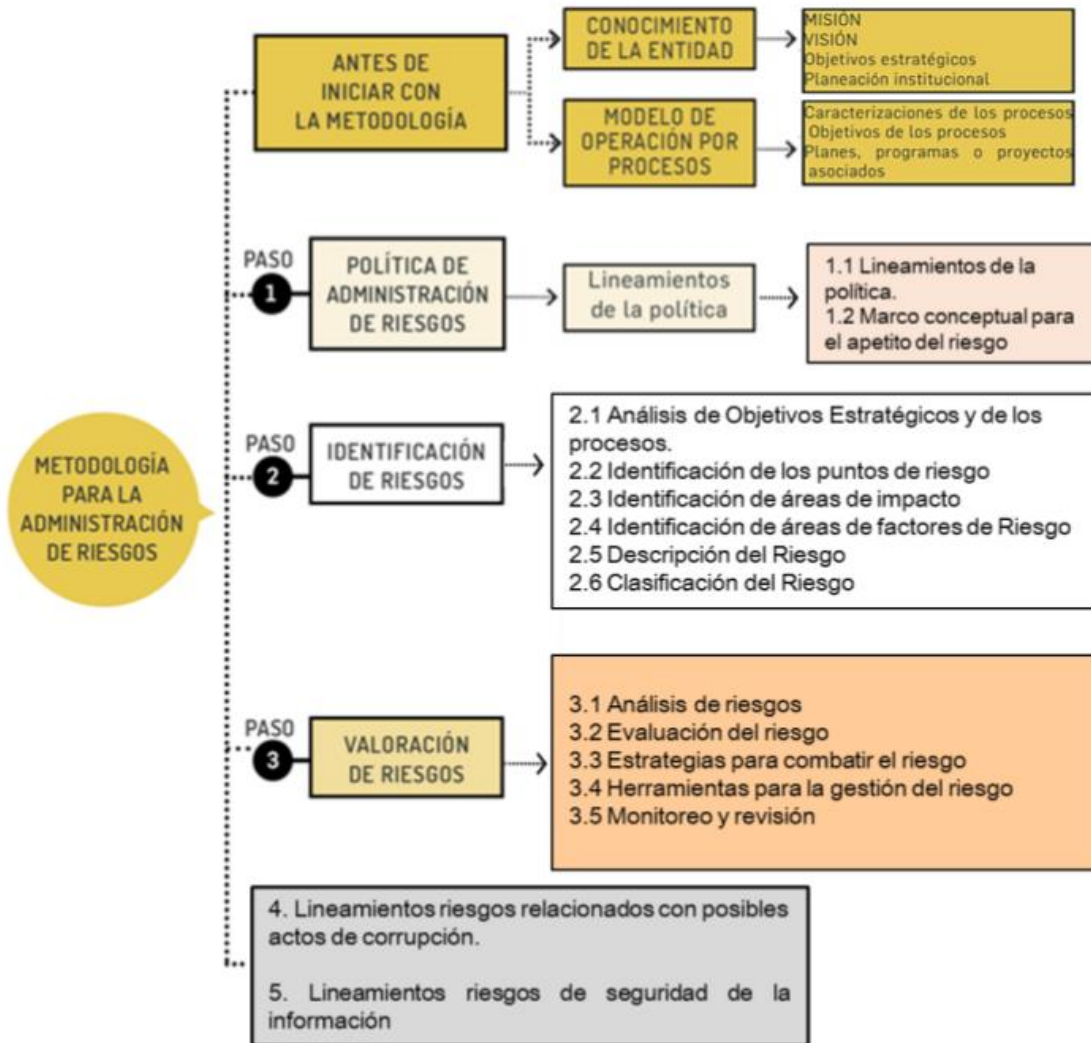 ANTES DE
INICIAR CON
LA METODOLOGÍA
CONOCIMIENTO
DE LA ENTIDAD
MISIÓN
VISIÓN
Objetivos estratégicos
Planeación institucional
MODELO DE
OPERACIÓN POR
PROCESOS
Caracterizaciones de los procesos
Objetivos de los procesos
Planes, programas o proyectos
asociados
PASO
1
POLÍTICA DE
ADMINISTRACIÓN
DE RIESGOS
Lineamientos
de la política
1.1 Lineamientos de la
política.
1.2 Marco conceptual para
el apetito del riesgo
METODOLOGÍA
PARA LA
ADMINISTRACIÓN
DE RIESGOS
PASO
2
IDENTIFICACIÓN
DE RIESGOS
2.1 Análisis de Objetivos Estratégicos y de los
procesos.
2.2 Identificación de los puntos de riesgo
2.3 Identificación de áreas de impacto
2.4 Identificación de áreas de factores de Riesgo
2.5 Descripción del Riesgo
2.6 Clasificación del Riesgo
PASO
3
VALORACIÓN
DE RIESGOS
3.1 Análisis de riesgos
3.2 Evaluación del riesgo
3.3 Estrategias para combatir el riesgo
3.4 Herramientas para la gestión del riesgo
3.5 Monitoreo y revisión
4. Lineamientos riesgos relacionados con posibles
actos de corrupción.
5. Lineamientos riesgos de seguridad de la
información